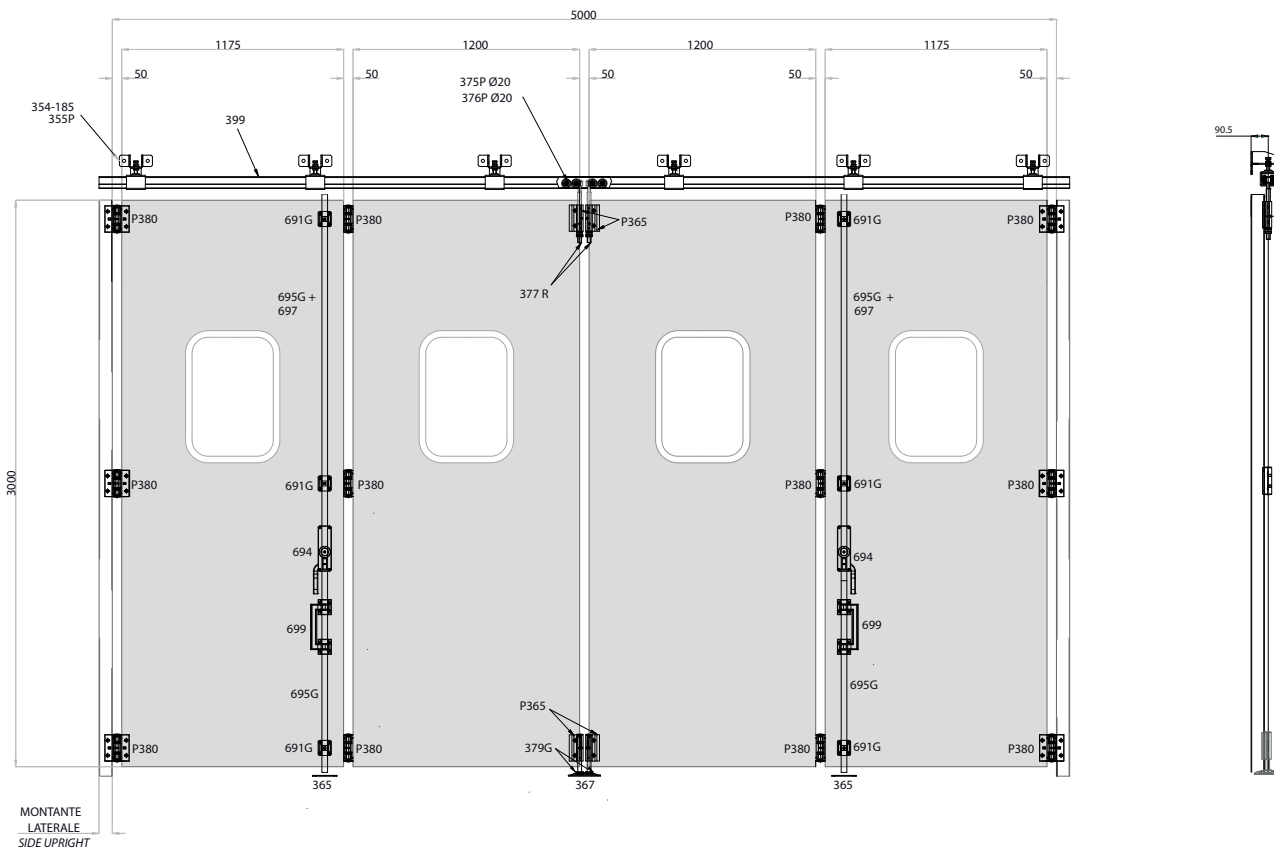 5000
1175
1200
1200
1175
50
50
50
50
50
375P Ø20
376P Ø20
354-185
355P
399
90.5
P380
691G
P380
P365
P380
691G
P380
377 R
695G +
697
695G +
697
3000
P380
691G
P380
P380
691G
P380
694
694
699
699
695G
695G
P365
P380
691G
P380
379G
P380
691G
P380
365
367
365
MONTANTE
LATERALE
SIDE UPRIGHT